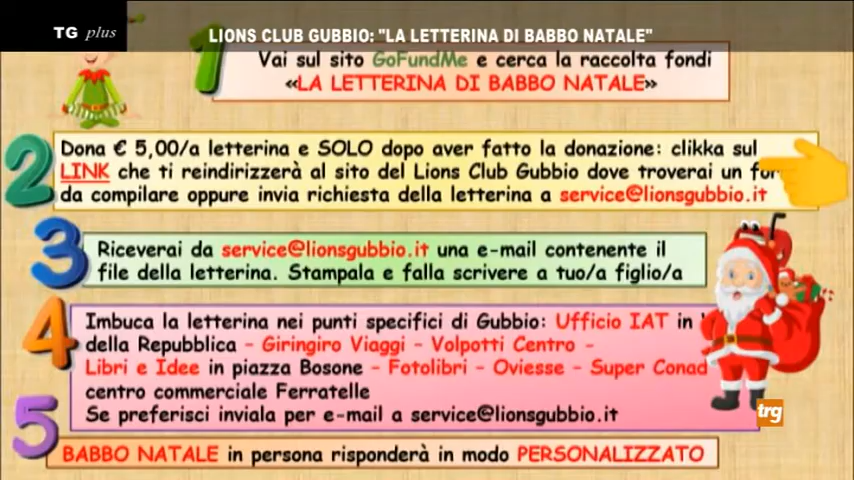 TG plus
LIONS CLUB GUBBIO: "LA LETTERINA DI BABBO NATALE"
1
Vai sul sito GoFundMe e cerca la raccolta fondi
«LA LETTERINA DI BABBO NATALE»
2
Dona € 5,00/a letterina e SOLO dopo aver fatto la donazione: clikka sul
LINK che ti reindirizzerà al sito del Lions Club Gubbio dove troverai un
da compilare oppure invia richiesta della letterina a service@lionsgubbio.it
3
Riceverai da service@lionsgubbio.it una e-mail contenente il
file della letterina. Stampala e falla scrivere a tuo/a figlio/a
4
Imbuca la letterina nei punti specifici di Gubbio: Ufficio IAT in
della Repubblica - Giringiro Viaggi - Volpotti Centro -
Libri e Idee in piazza Bosone - Fotolibri - Oviesse - Super Conad
centro commerciale Ferratelle
Se preferisci inviala per e-mail a service@lionsgubbio.it
5
BABBO NATALE in persona risponderà in modo PERSONALIZZATO
trg